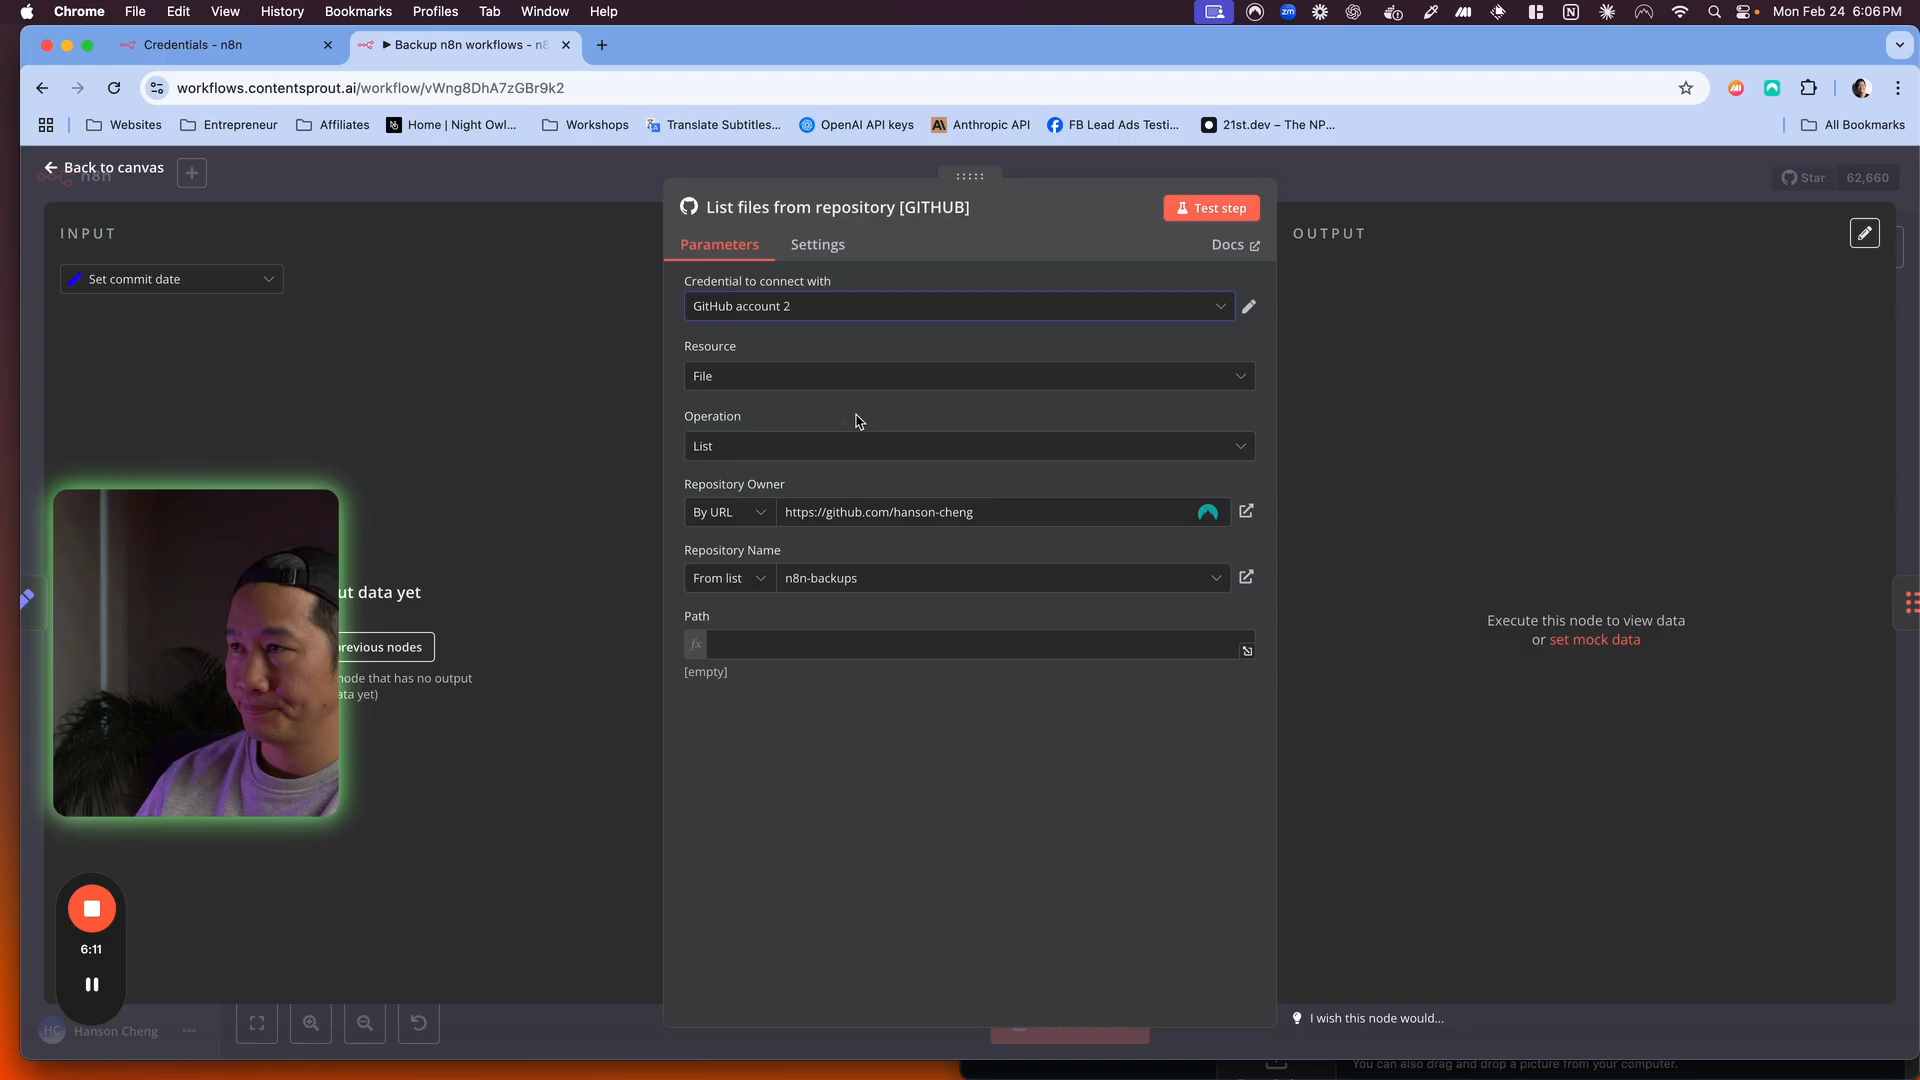 Chrome File Edit View History Bookmarks Profiles Tab Window Help
zm
Mon Feb 24 6:06 PM
Credentials - n8n
▶ Backup n8n workflows - n8
workflows.contentsprout.ai/workflow/vWng8DhA7zGBr9k2
Websites
Entrepreneur
Affiliates
Home | Night Owl...
Workshops
Translate Subtitles...
OpenAI API keys
Anthropic API
FB Lead Ads Testi...
21st.dev – The NP...
All Bookmarks
Back to canvas
n8n
Star 62,660
INPUT
Set commit date
List files from repository [GITHUB]
Test step
Parameters
Settings
Docs
OUTPUT
Credential to connect with
GitHub account 2
Resource
File
Operation
List
Repository Owner
By URL
https://github.com/hanson-cheng
Repository Name
From list
n8n-backups
Path
fx
[empty]
ut data yet
previous nodes
node that has no output
ata yet)
Execute this node to view data
or set mock data
6:11
HC
Hanson Cheng
I wish this node would...
You can also drag and drop a picture from your computer.